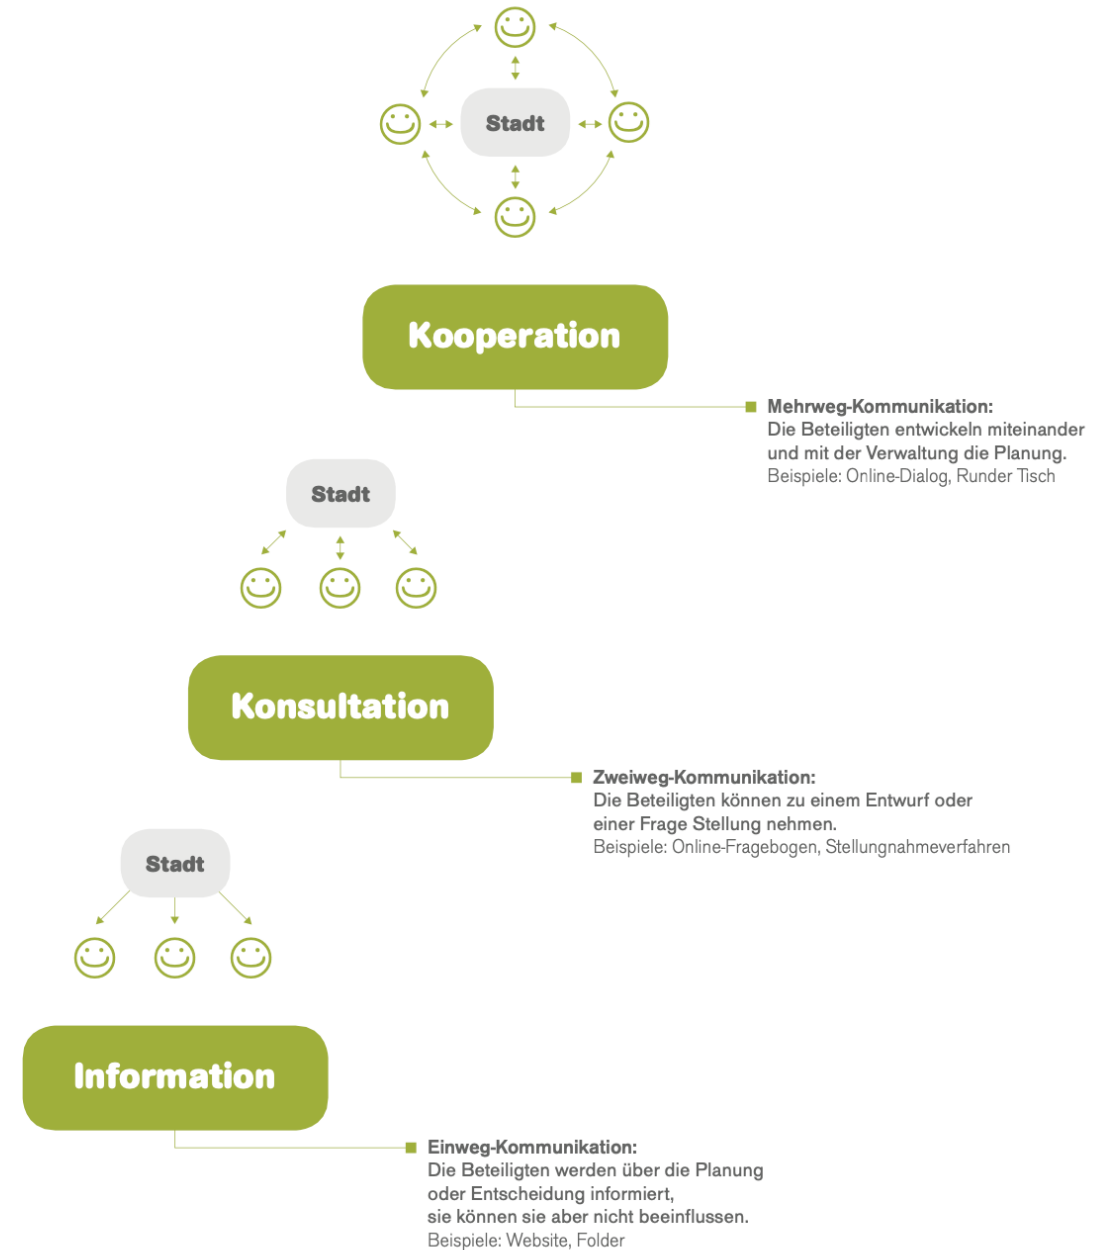 Stadt
Kooperation
Mehrweg-Kommunikation:
Die Beteiligten entwickeln miteinander
und mit der Verwaltung die Planung.
Beispiele: Online-Dialog, Runder Tisch
Stadt
Konsultation
Zweiweg-Kommunikation:
Die Beteiligten können zu einem Entwurf oder
einer Frage Stellung nehmen.
Beispiele: Online-Fragebogen, Stellungnahmeverfahren
Stadt
Information
Einweg-Kommunikation:
Die Beteiligten werden über die Planung
oder Entscheidung informiert,
sie können sie aber nicht beeinflussen.
Beispiele: Website, Folder